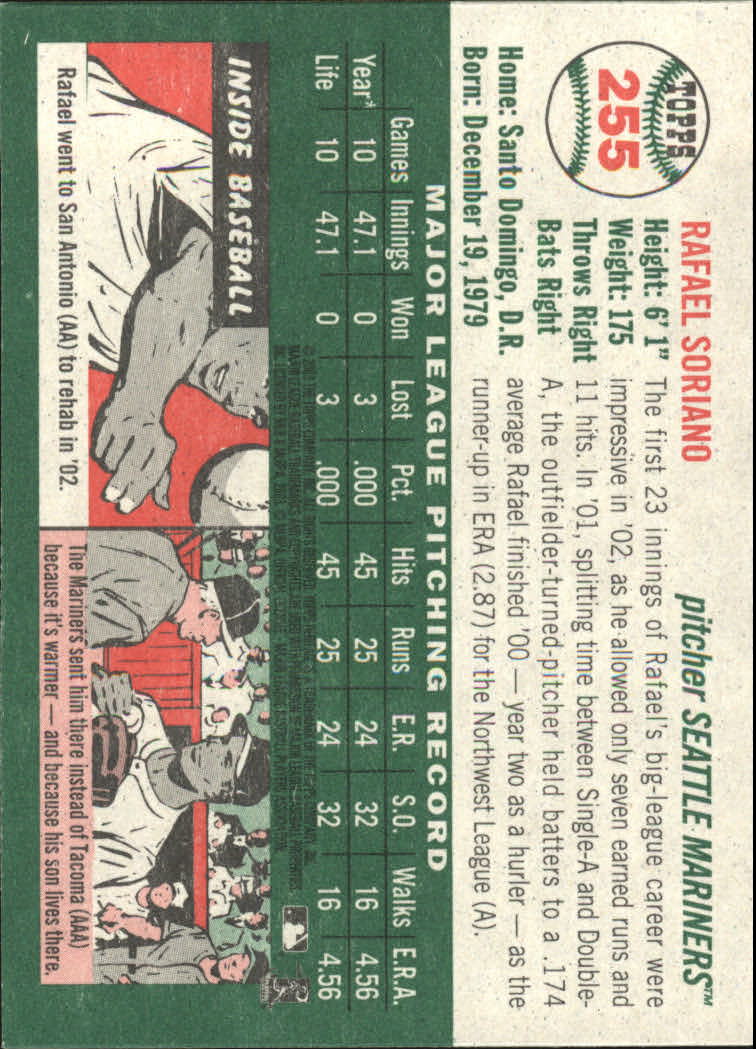 TOPPS
255
RAFAEL SORIANO
pitcher SEATTLE MARINERS™
Height: 6' 1"
Weight: 175
Throws Right
Bats Right
Home: Santo Domingo, D.R.
Born: December 19, 1979
The first 23 innings of Rafael's big-league career were
impressive in '02, as he allowed only seven earned runs and
11 hits. In '01, splitting time between Single-A and Double-
A, the outfielder-turned-pitcher held batters to a .174
average Rafael finished '00 — year two as a hurler — as the
runner-up in ERA (2.87) for the Northwest League (A).
MAJOR LEAGUE PITCHING RECORD
Games Innings Won Lost Pct. Hits Runs E.R. S.O. Walks E.R.A.
Year* 10 47.1 0 3 .000 45 25 24 32 16 4.56
Life 10 47.1 0 3 .000 45 25 24 32 16 4.56
INSIDE BASEBALL
Rafael went to San Antonio (AA) to rehab in '02.
The Mariners sent him there instead of Tacoma (AAA)
because it's warmer — and because his son lives there.